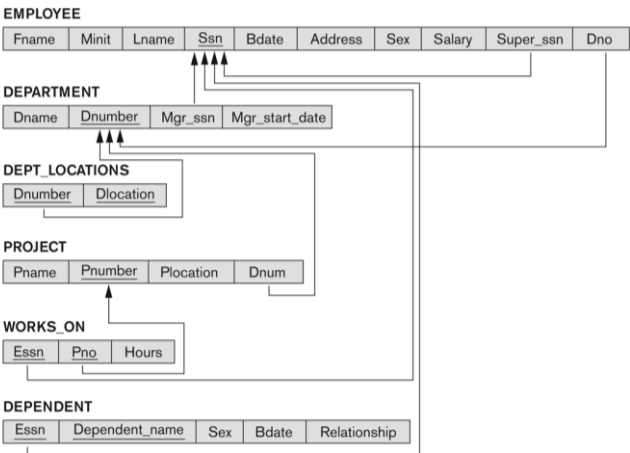 EMPLOYEE
Fname Minit Lname Ssn Bdate Address Sex Salary Super_ssn Dno
DEPARTMENT
Dname Dnumber Mgr_ssn Mgr_start_date
DEPT_LOCATIONS
Dnumber Dlocation
PROJECT
Pname Pnumber Plocation Dnum
WORKS_ON
Essn Pno Hours
DEPENDENT
Essn Dependent_name Sex Bdate Relationship